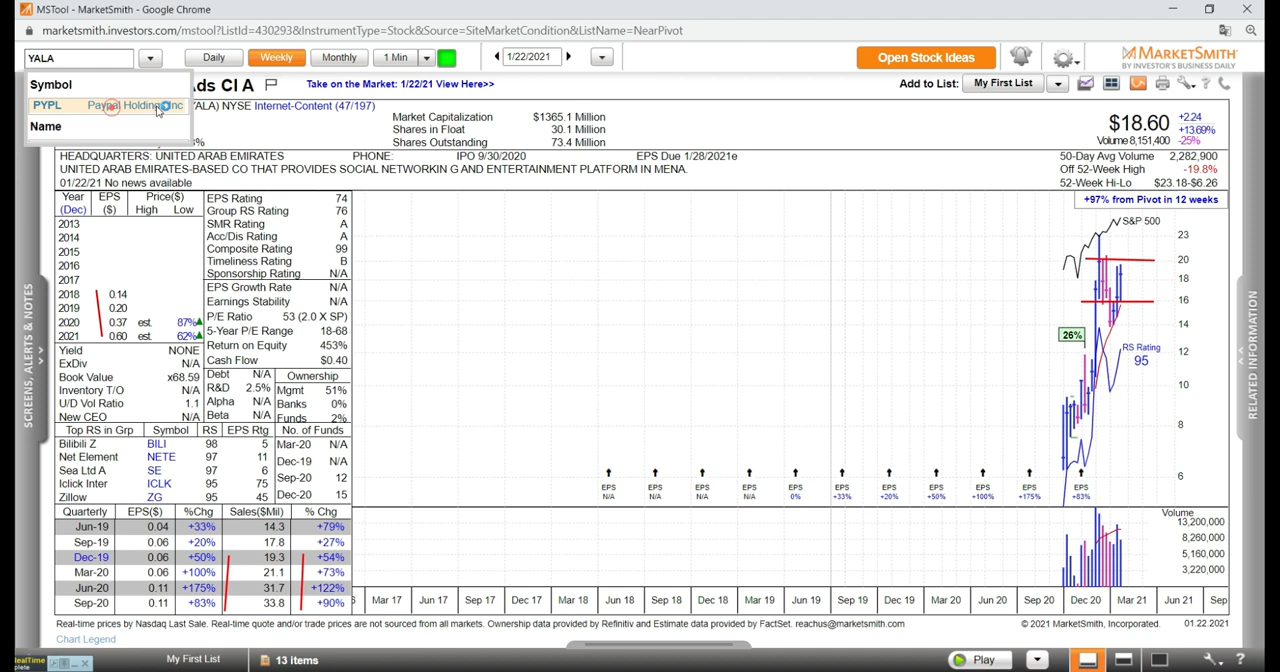 MSTool - MarketSmith - Google Chrome
marketsmith.investors.com/mstool?ListId=430293&InstrumentType=Stock&Source=SiteMarketCondition&ListName=NearPivot
YALA Daily Weekly Monthly 1 Min 1/22/2021 Open Stock Ideas MARKETSMITH
BY INVESTOR'S BUSINESS DAILY
Symbol
PYPL Paypal Holding Inc
Name
Ads Cl A Take on the Market: 1/22/21 View Here>> Add to List: My First List
YALA) NYSE Internet-Content (47/197)
Market Capitalization $1365.1 Million
Shares in Float 30.1 Million
Shares Outstanding 73.4 Million
$18.60 +2.24
+13.69%
Volume 8,151,400 -25%
HEADQUARTERS: UNITED ARAB EMIRATES PHONE: IPO 9/30/2020 EPS Due 1/28/2021e
UNITED ARAB EMIRATES-BASED CO THAT PROVIDES SOCIAL NETWORKIN G AND ENTERTAINMENT PLATFORM IN MENA.
01/22/21 No news available
50-Day Avg Volume 2,282,900
Off 52-Week High -19.8%
52-Week Hi-Lo $23.18-$6.26
Year EPS Price($)
(Dec) ($) High Low
2013
2014
2015
2016
2017
2018 0.14
2019 0.20
2020 0.37 est. 87%
2021 0.60 est. 62%
Yield NONE
ExDiv N/A
Book Value x68.59
Inventory T/O N/A
U/D Vol Ratio 1.1
New CEO N/A
EPS Rating 74
Group RS Rating 76
SMR Rating A
Acc/Dis Rating A
Composite Rating 99
Timeliness Rating B
Sponsorship Rating N/A
EPS Growth Rate N/A
Earnings Stability N/A
P/E Ratio 53 (2.0 X SP)
5-Year P/E Range 18-68
Return on Equity 453%
Cash Flow $0.40
Debt N/A
R&D 2.5%
Alpha N/A
Beta N/A
Ownership
Mgmt 51%
Banks 0%
Funds 2%
Top RS in Grp Symbol RS EPS Rtg
Bilibili Z BILI 98 5
Net Element NETE 97 11
Sea Ltd A SE 97 6
Iclick Inter ICLK 95 75
Zillow ZG 95 45
No. of Funds
Mar-20 N/A
Dec-19 N/A
Sep-20 12
Dec-20 15
Quarterly EPS($) %Chg Sales($Mil) % Chg
Jun-19 0.04 +33% 14.3 +79%
Sep-19 0.06 +20% 17.8 +27%
Dec-19 0.06 +50% 19.3 +54%
Mar-20 0.06 +100% 21.1 +73%
Jun-20 0.11 +175% 31.7 +122%
Sep-20 0.11 +83% 33.8 +90%
+97% from Pivot in 12 weeks
S&P 500
26%
RS Rating
95
23
20
18
16
14
12
10
8
6
EPS EPS EPS EPS EPS EPS EPS EPS EPS EPS EPS
N/A N/A N/A N/A 0% +33% +20% +50% +100% +175% +83%
Volume
13,200,000
8,260,000
5,160,000
3,220,000
6 Mar 17 Jun 17 Sep 17 Dec 17 Mar 18 Jun 18 Sep 18 Dec 18 Mar 19 Jun 19 Sep 19 Dec 19 Mar 20 Jun 20 Sep 20 Dec 20 Mar 21 Jun 21 Sep
Real-time prices by Nasdaq Last Sale. Real-time quote and/or trade prices are not sourced from all markets. Ownership data provided by Refinitiv and Estimate data provided by FactSet. reachus@marketsmith.com © 2021 MarketSmith, Incorporated. 01.22.2021
Chart Legend
SCREENS, ALERTS & NOTES
RELATED INFORMATION
RealTime My First List 13 items Play